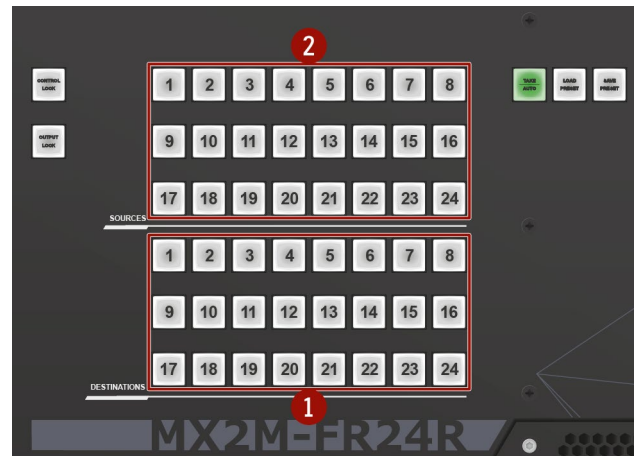 2
CONTROL
LOCK
1 2 3 4 5 6 7 8
TAKE
AUTO
LOAD
PRESET
SAVE
PRESET
OUTPUT
LOCK
9 10 11 12 13 14 15 16
17 18 19 20 21 22 23 24
SOURCES
1 2 3 4 5 6 7 8
9 10 11 12 13 14 15 16
17 18 19 20 21 22 23 24
DESTINATIONS
1
MX2M-FR24R